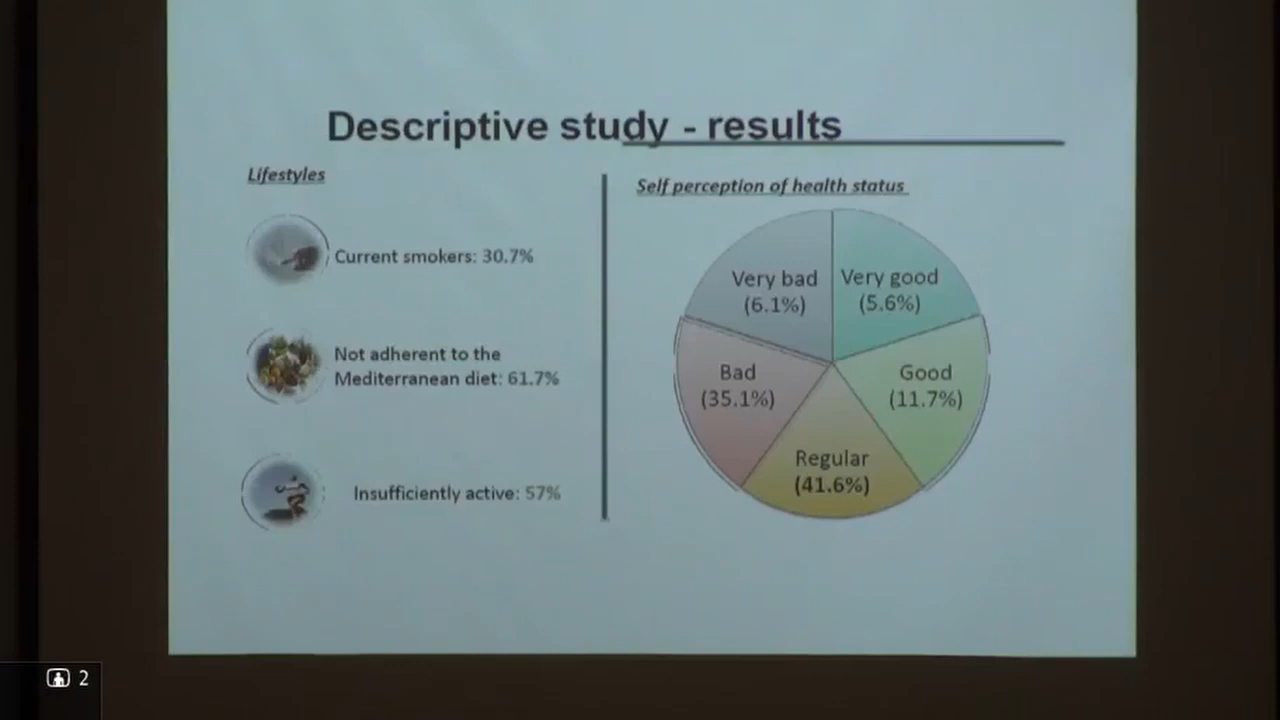 Descriptive study - results
Lifestyles
Current smokers: 30.7%
Not adherent to the
Mediterranean diet: 61.7%
Insufficiently active: 57%
Self perception of health status
Very bad
(6.1%)
Very good
(5.6%)
Bad
(35.1%)
Good
(11.7%)
Regular
(41.6%)
2